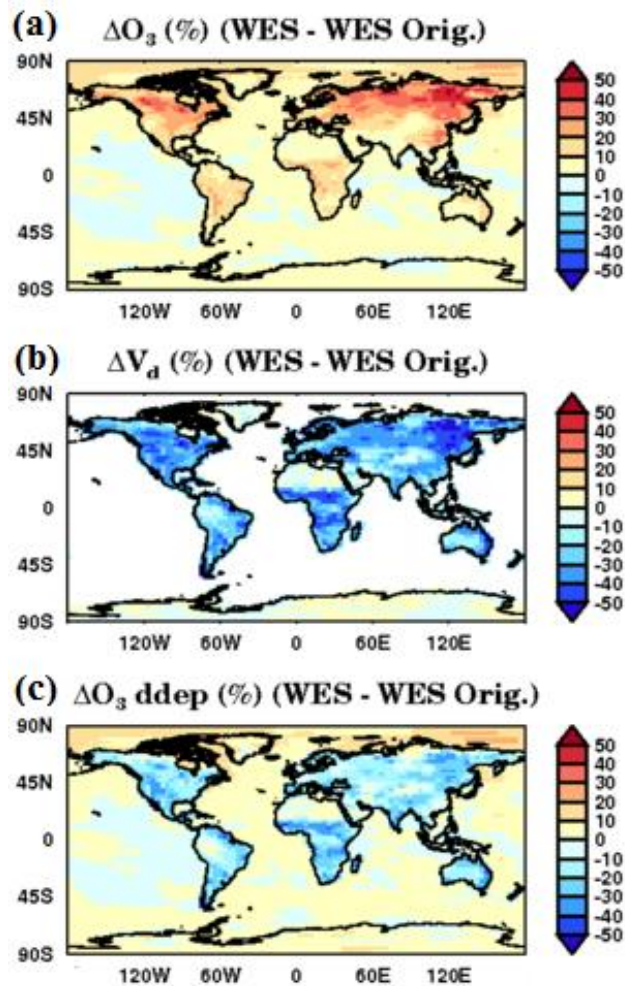 (a) ΔO₃ (%) (WES - WES Orig.)
90N
45N
0
45S
90S
120W 60W 0 60E 120E
50
40
30
20
10
0
-10
-20
-30
-40
-50
(b) ΔV_d (%) (WES - WES Orig.)
90N
45N
0
45S
90S
120W 60W 0 60E 120E
50
40
30
20
10
0
-10
-20
-30
-40
-50
(c) ΔO₃ ddep (%) (WES - WES Orig.)
90N
45N
0
45S
90S
120W 60W 0 60E 120E
50
40
30
20
10
0
-10
-20
-30
-40
-50